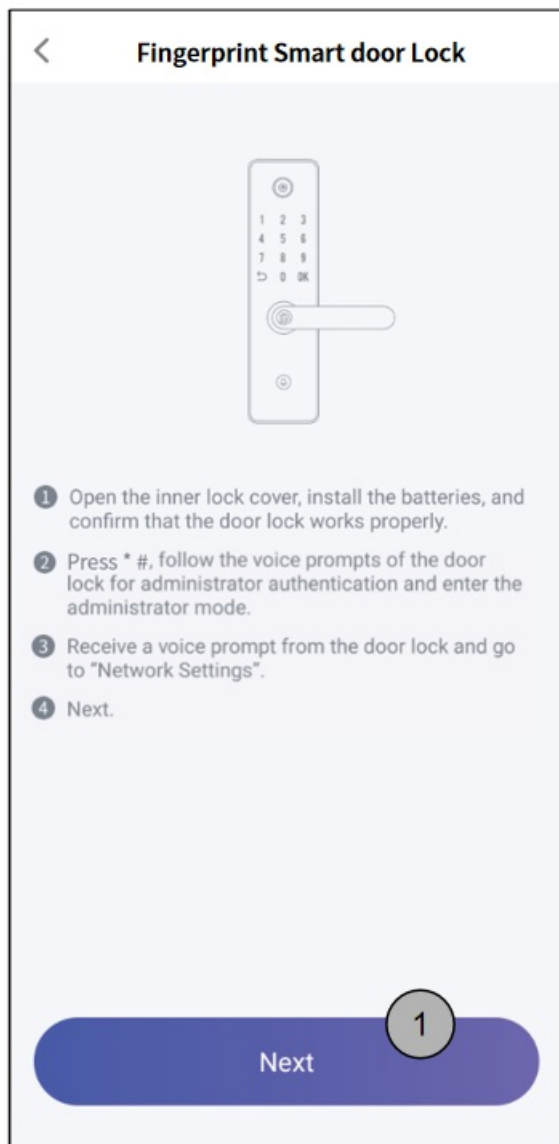 Fingerprint Smart door Lock
1 2 3
4 5 6
7 8 9
0 OK
1 Open the inner lock cover, install the batteries, and
confirm that the door lock works properly.
2 Press * #, follow the voice prompts of the door
lock for administrator authentication and enter the
administrator mode.
3 Receive a voice prompt from the door lock and go
to “Network Settings”.
4 Next.
1
Next